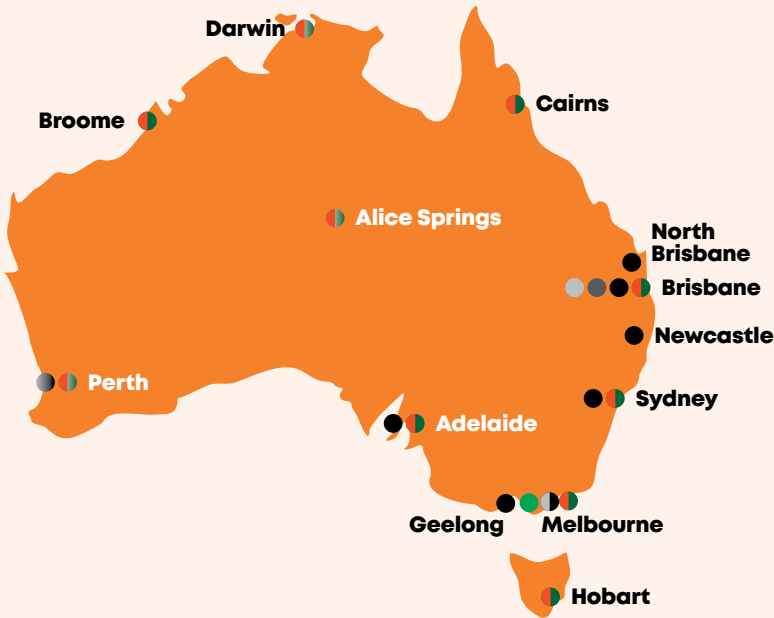 Darwin
Cairns
Broome
Alice Springs
North
Brisbane
Brisbane
Newcastle
Perth
Sydney
Adelaide
Geelong
Melbourne
Hobart